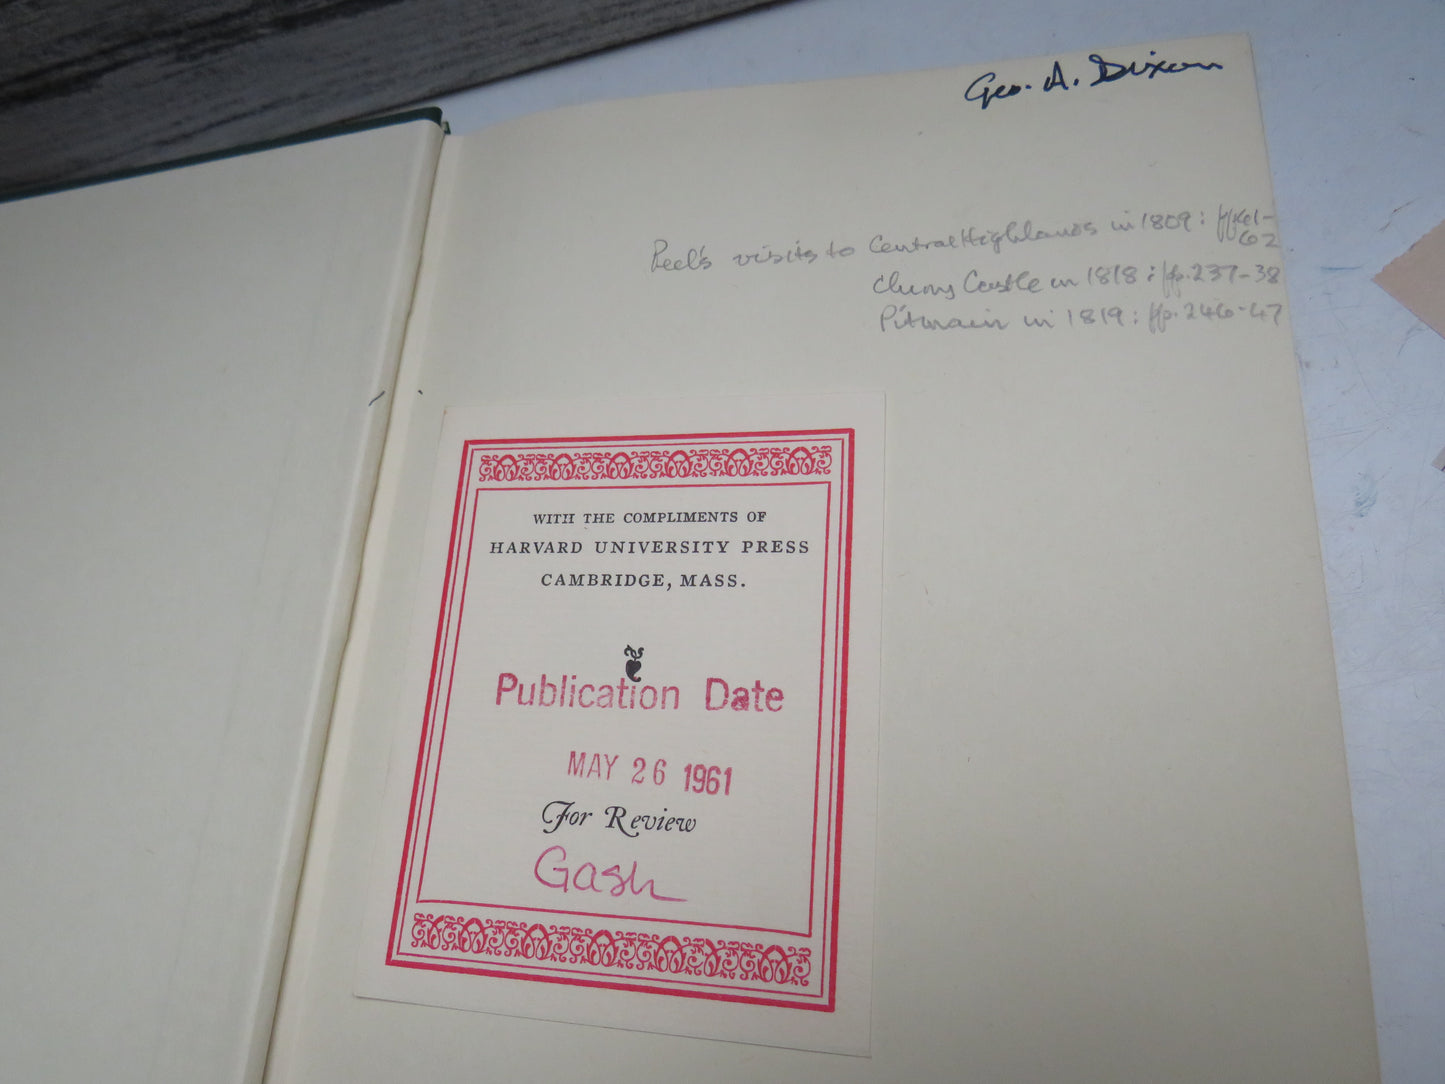 Geo. A. Dixon
Peel's visits to Central Highlands in 1809: pp. 61-
62
Cluny Castle in 1818: pp. 237-38
Pitmain in 1819: pp. 246-47
WITH THE COMPLIMENTS OF
HARVARD UNIVERSITY PRESS
CAMBRIDGE, MASS.
Publication Date
MAY 26 1961
For Review
Gash